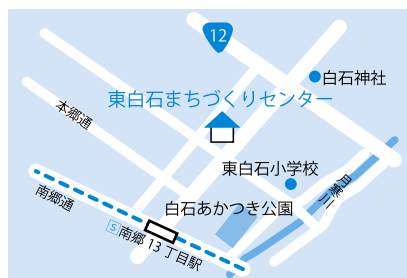 12
白石神社
東白石まちづくりセンター
本郷通
東白石小学校
月寒川
南郷通
白石あかつき公園
S南郷13丁目駅